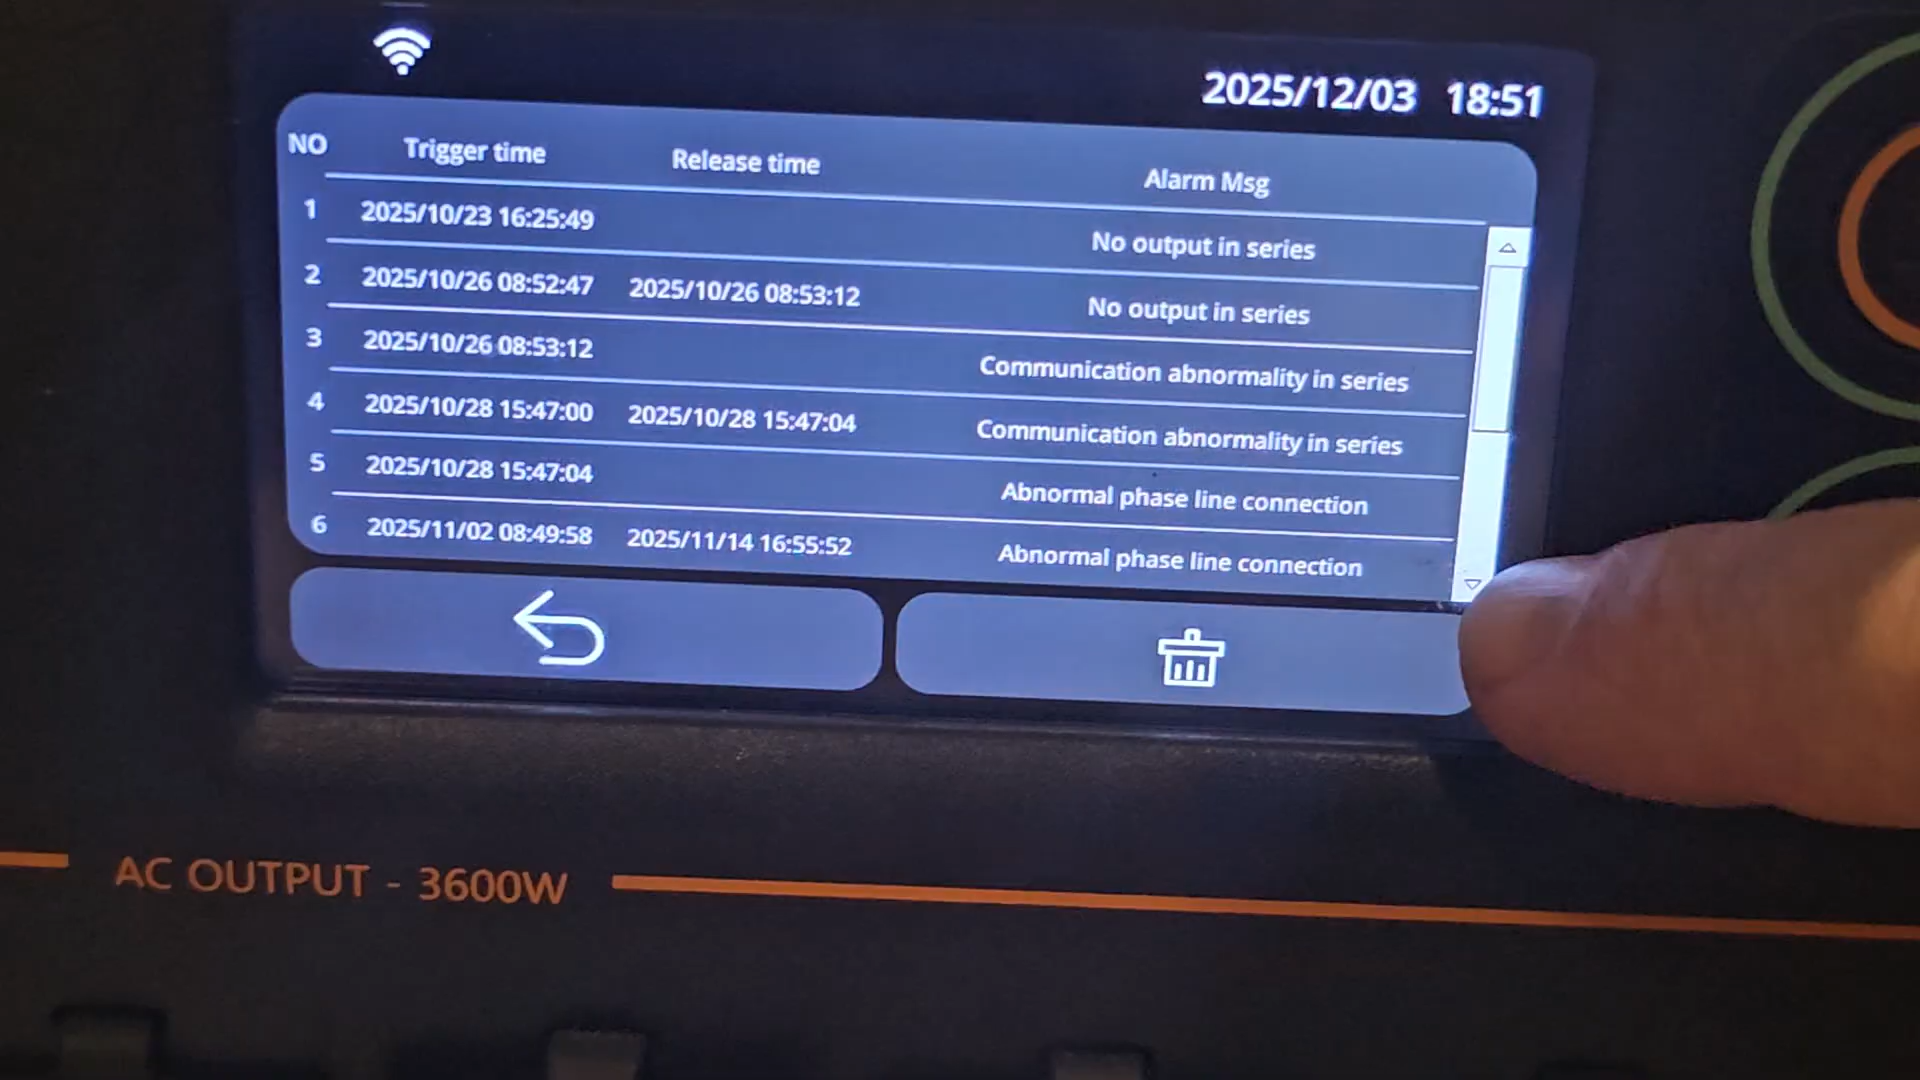 2025/12/03 18:51
NO Trigger time Release time Alarm Msg
1 2025/10/23 16:25:49 No output in series
2 2025/10/26 08:52:47 2025/10/26 08:53:12 No output in series
3 2025/10/26 08:53:12 Communication abnormality in series
4 2025/10/28 15:47:00 2025/10/28 15:47:04 Communication abnormality in series
5 2025/10/28 15:47:04 Abnormal phase line connection
6 2025/11/02 08:49:58 2025/11/14 16:55:52 Abnormal phase line connection
AC OUTPUT - 3600W